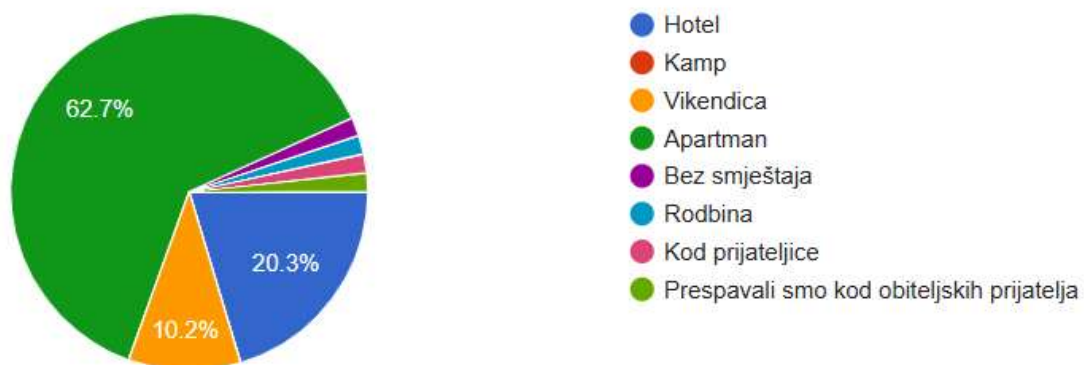 62.7%
20.3%
10.2%
Hotel
Kamp
Vikendica
Apartman
Bez smještaja
Rodbina
Kod prijateljice
Prespavali smo kod obiteljskih prijatelja